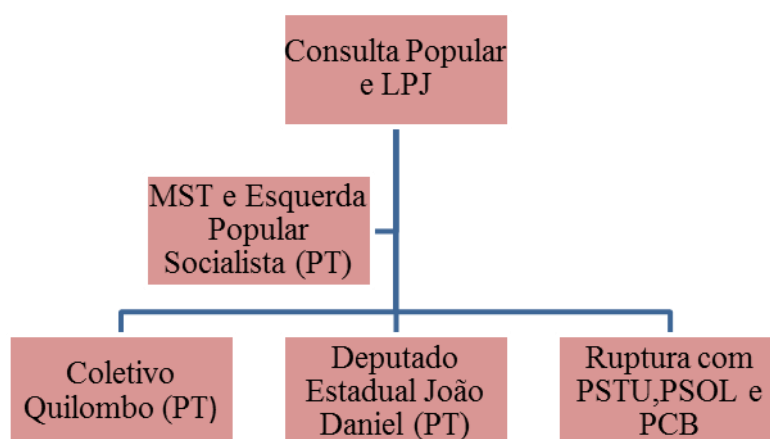 Consulta Popular
e LPJ
MST e Esquerda
Popular
Socialista (PT)
Coletivo
Quilombo (PT)
Deputado
Estadual João
Daniel (PT)
Ruptura com
PSTU,PSOL e
PCB